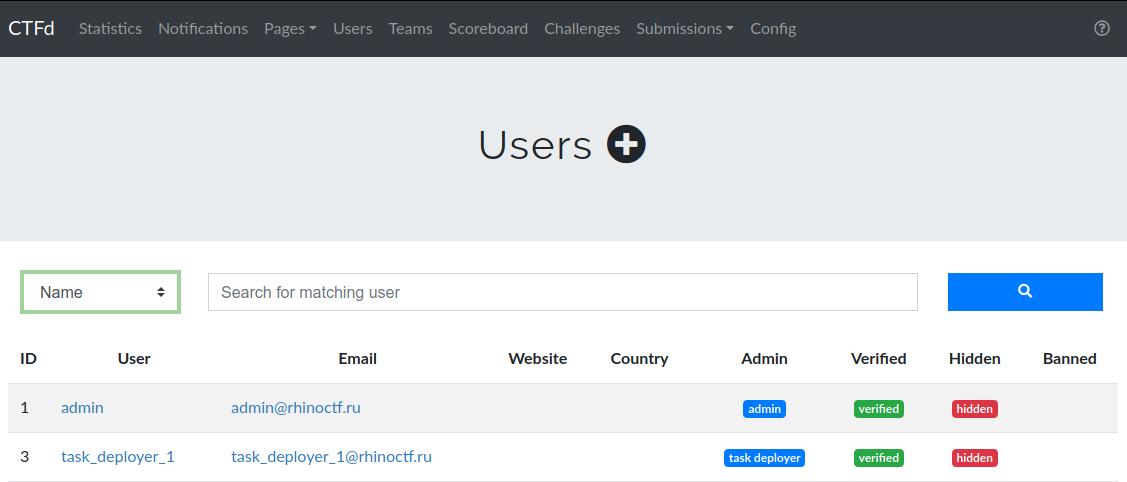 CTFd Statistics Notifications Pages Users Teams Scoreboard Challenges Submissions Config
Users
Name Search for matching user
ID User Email Website Country Admin Verified Hidden Banned
1 admin admin@rhinoctf.ru admin verified hidden
3 task_deployer_1 task_deployer_1@rhinoctf.ru task deployer verified hidden